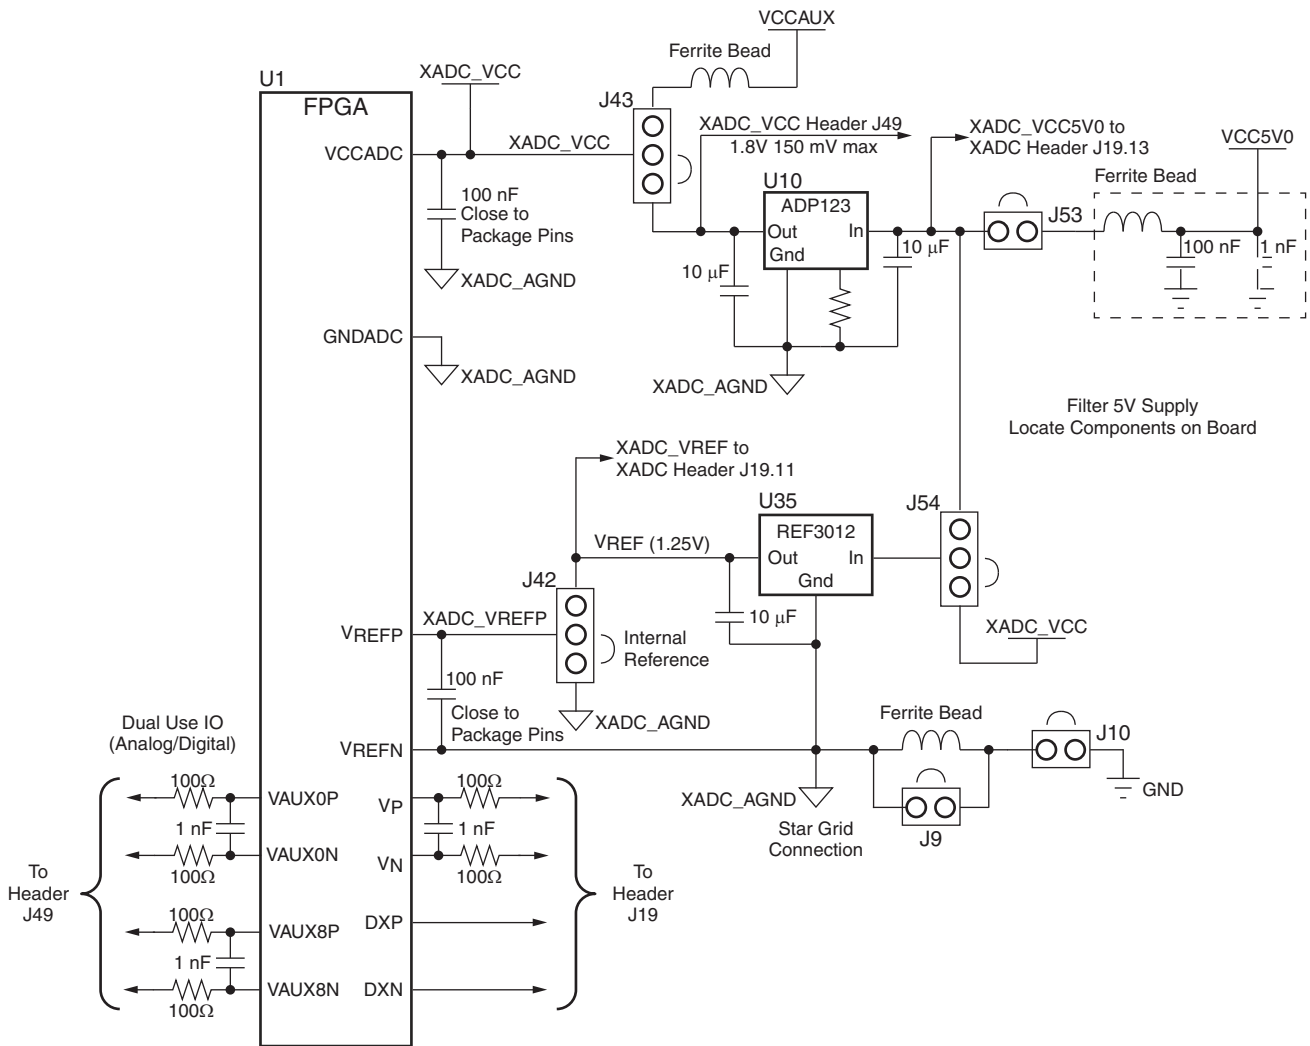 VCCAUX
Ferrite Bead
XADC_VCC
U1
FPGA
J43
XADC_VCC Header J49
1.8V 150 mV max
XADC_VCC5V0 to
XADC Header J19.13
VCC5V0
VCCADC
XADC_VCC
Ferrite Bead
U10
ADP123
Out
In
Gnd
J53
100 nF
Close to
Package Pins
10 µF
10 µF
100 nF
1 nF
XADC_AGND
GNDADC
XADC_AGND
XADC_AGND
Filter 5V Supply
Locate Components on Board
XADC_VREF to
XADC Header J19.11
U35
REF3012
Out
In
Gnd
J54
VREF (1.25V)
J42
VREFP
XADC_VREFP
Internal
Reference
10 µF
XADC_VCC
100 nF
Close to
Package Pins
XADC_AGND
Dual Use IO
(Analog/Digital)
VREFN
Ferrite Bead
J10
GND
XADC_AGND
Star Grid
Connection
J9
100Ω
VAUX0P
VP
100Ω
1 nF
1 nF
VAUX0N
VN
100Ω
100Ω
To
Header
J49
To
Header
J19
100Ω
VAUX8P
DXP
1 nF
VAUX8N
DXN
100Ω